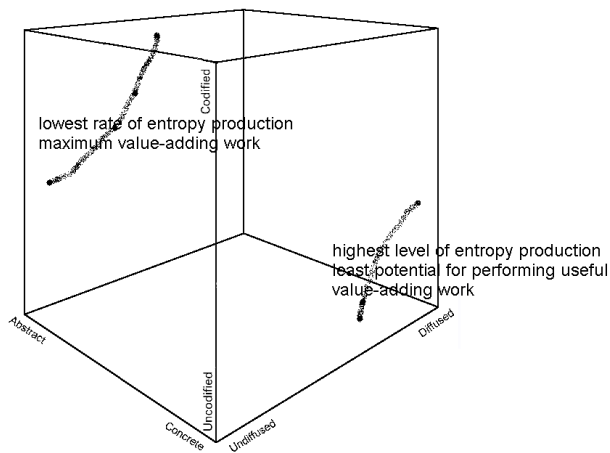 Codified
lowest rate of entropy production
maximum value-adding work
highest level of entropy production
least potential for performing useful
value-adding work
Abstract
Diffused
Uncodified
Concrete
Undiffused